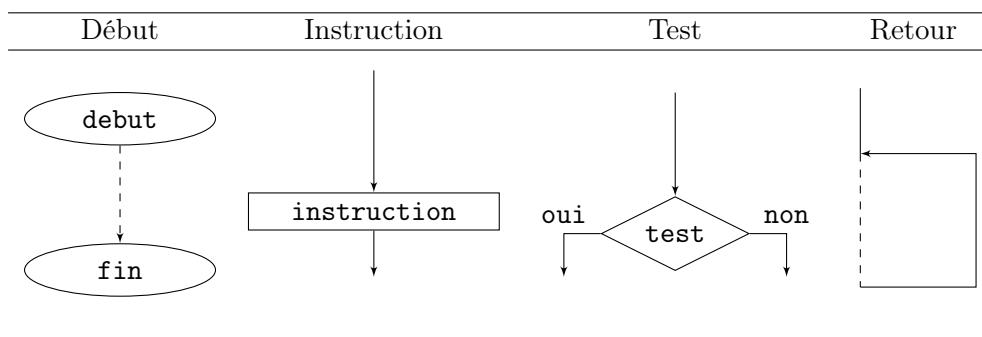 Début Instruction Test Retour
debut
instruction
oui test non
fin